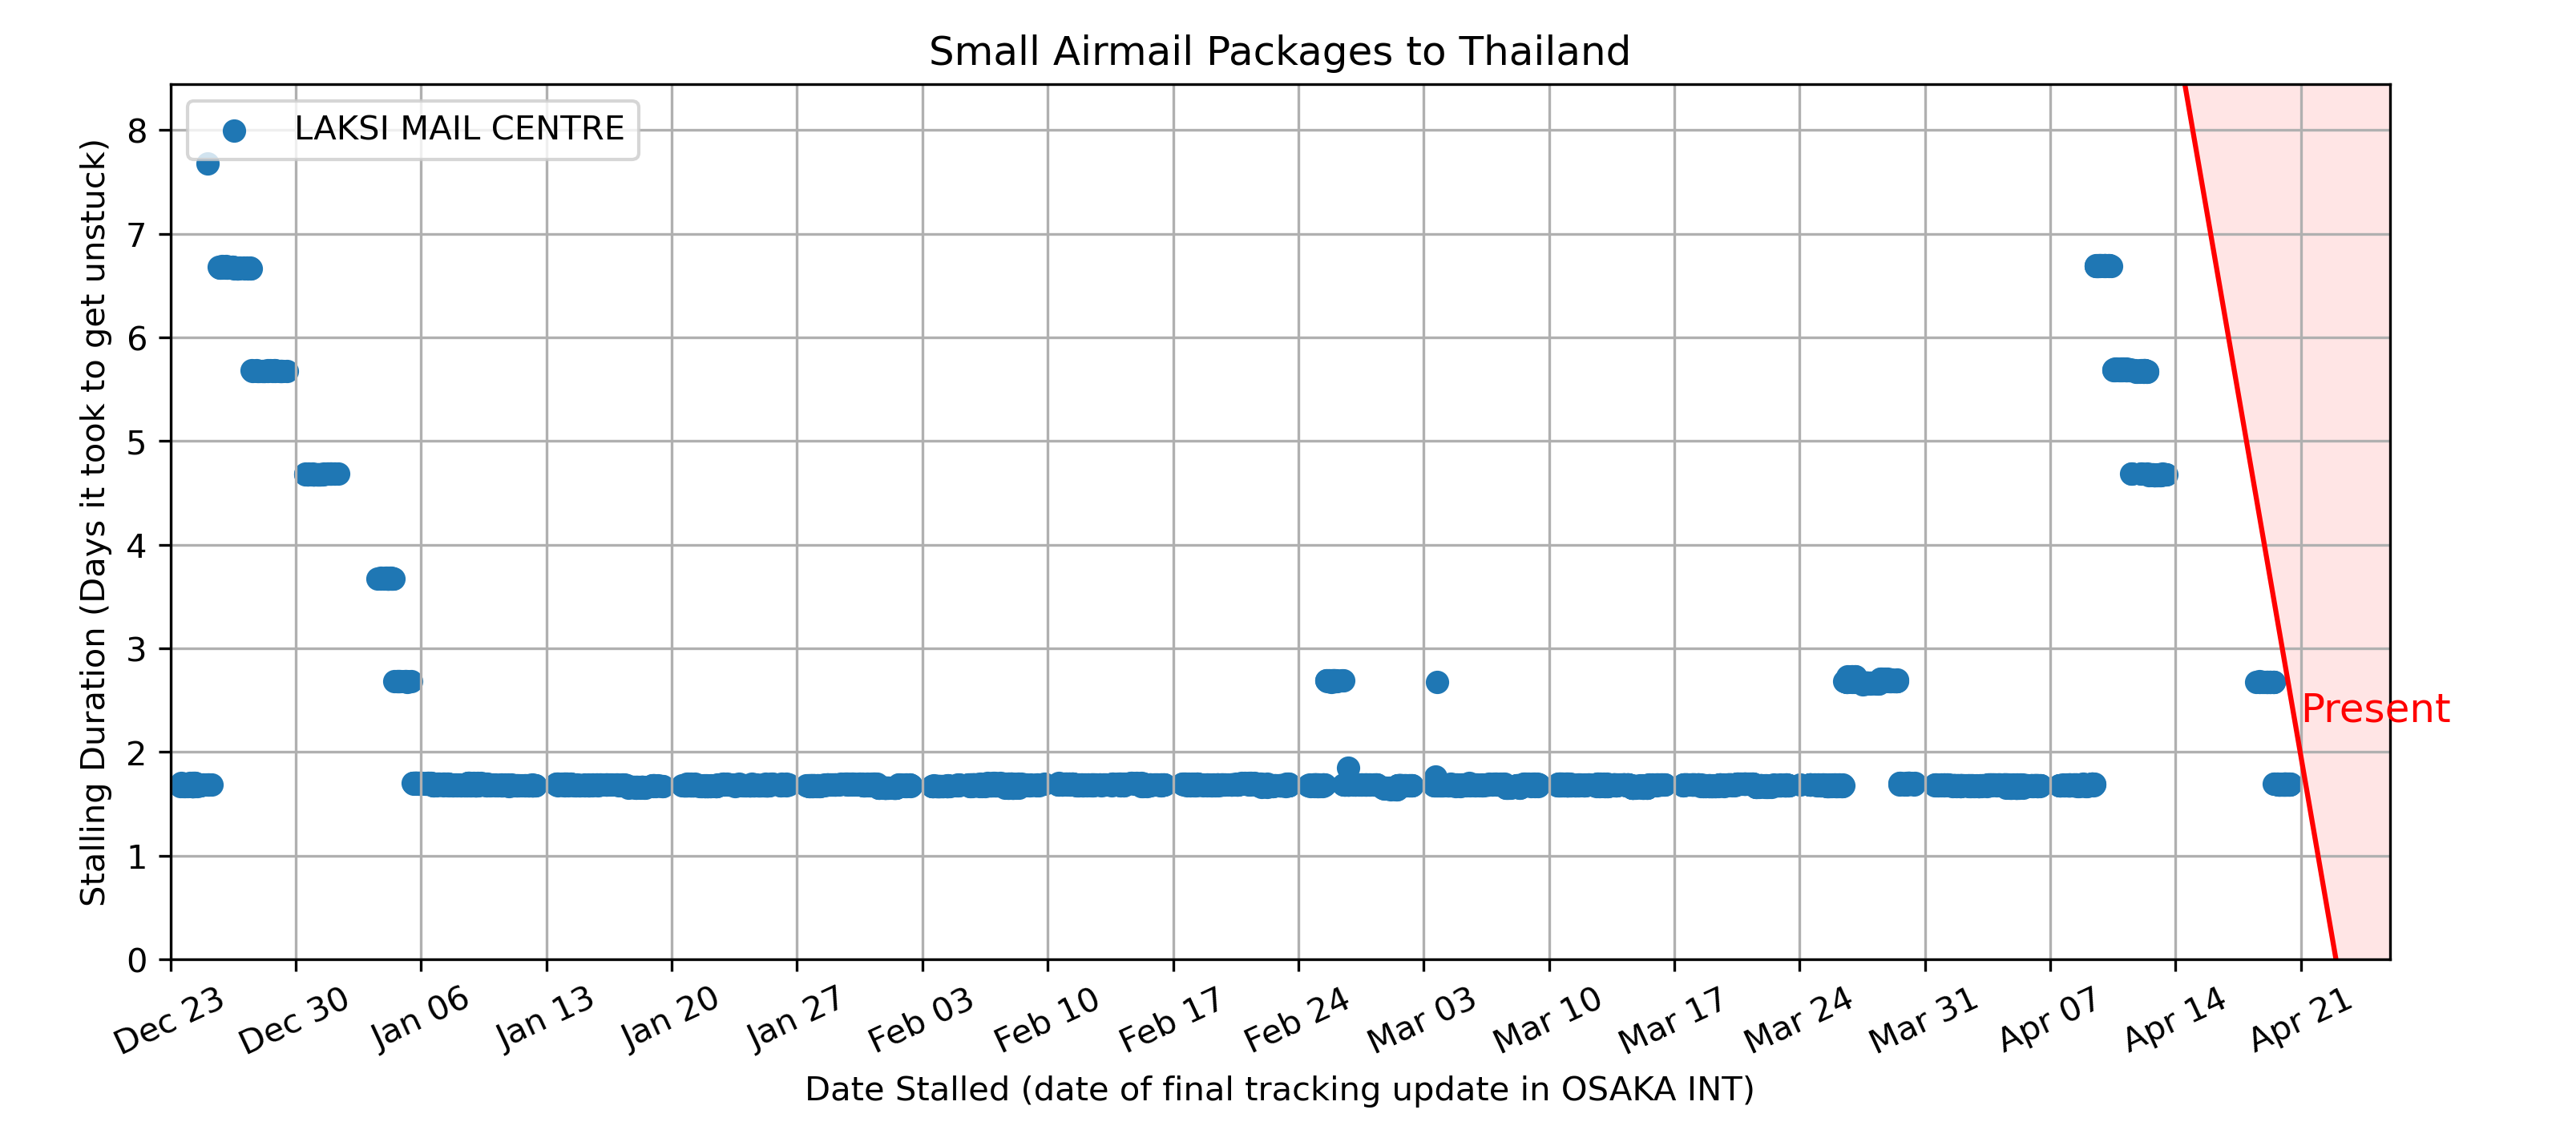 Small Airmail Packages to Thailand
LAKSI MAIL CENTRE
Stalling Duration (Days it took to get unstuck)
8
7
6
5
4
3
2
1
0
Present
Dec 23
Dec 30
Jan 06
Jan 13
Jan 20
Jan 27
Feb 03
Feb 10
Feb 17
Feb 24
Mar 03
Mar 10
Mar 17
Mar 24
Mar 31
Apr 07
Apr 14
Apr 21
Date Stalled (date of final tracking update in OSAKA INT)